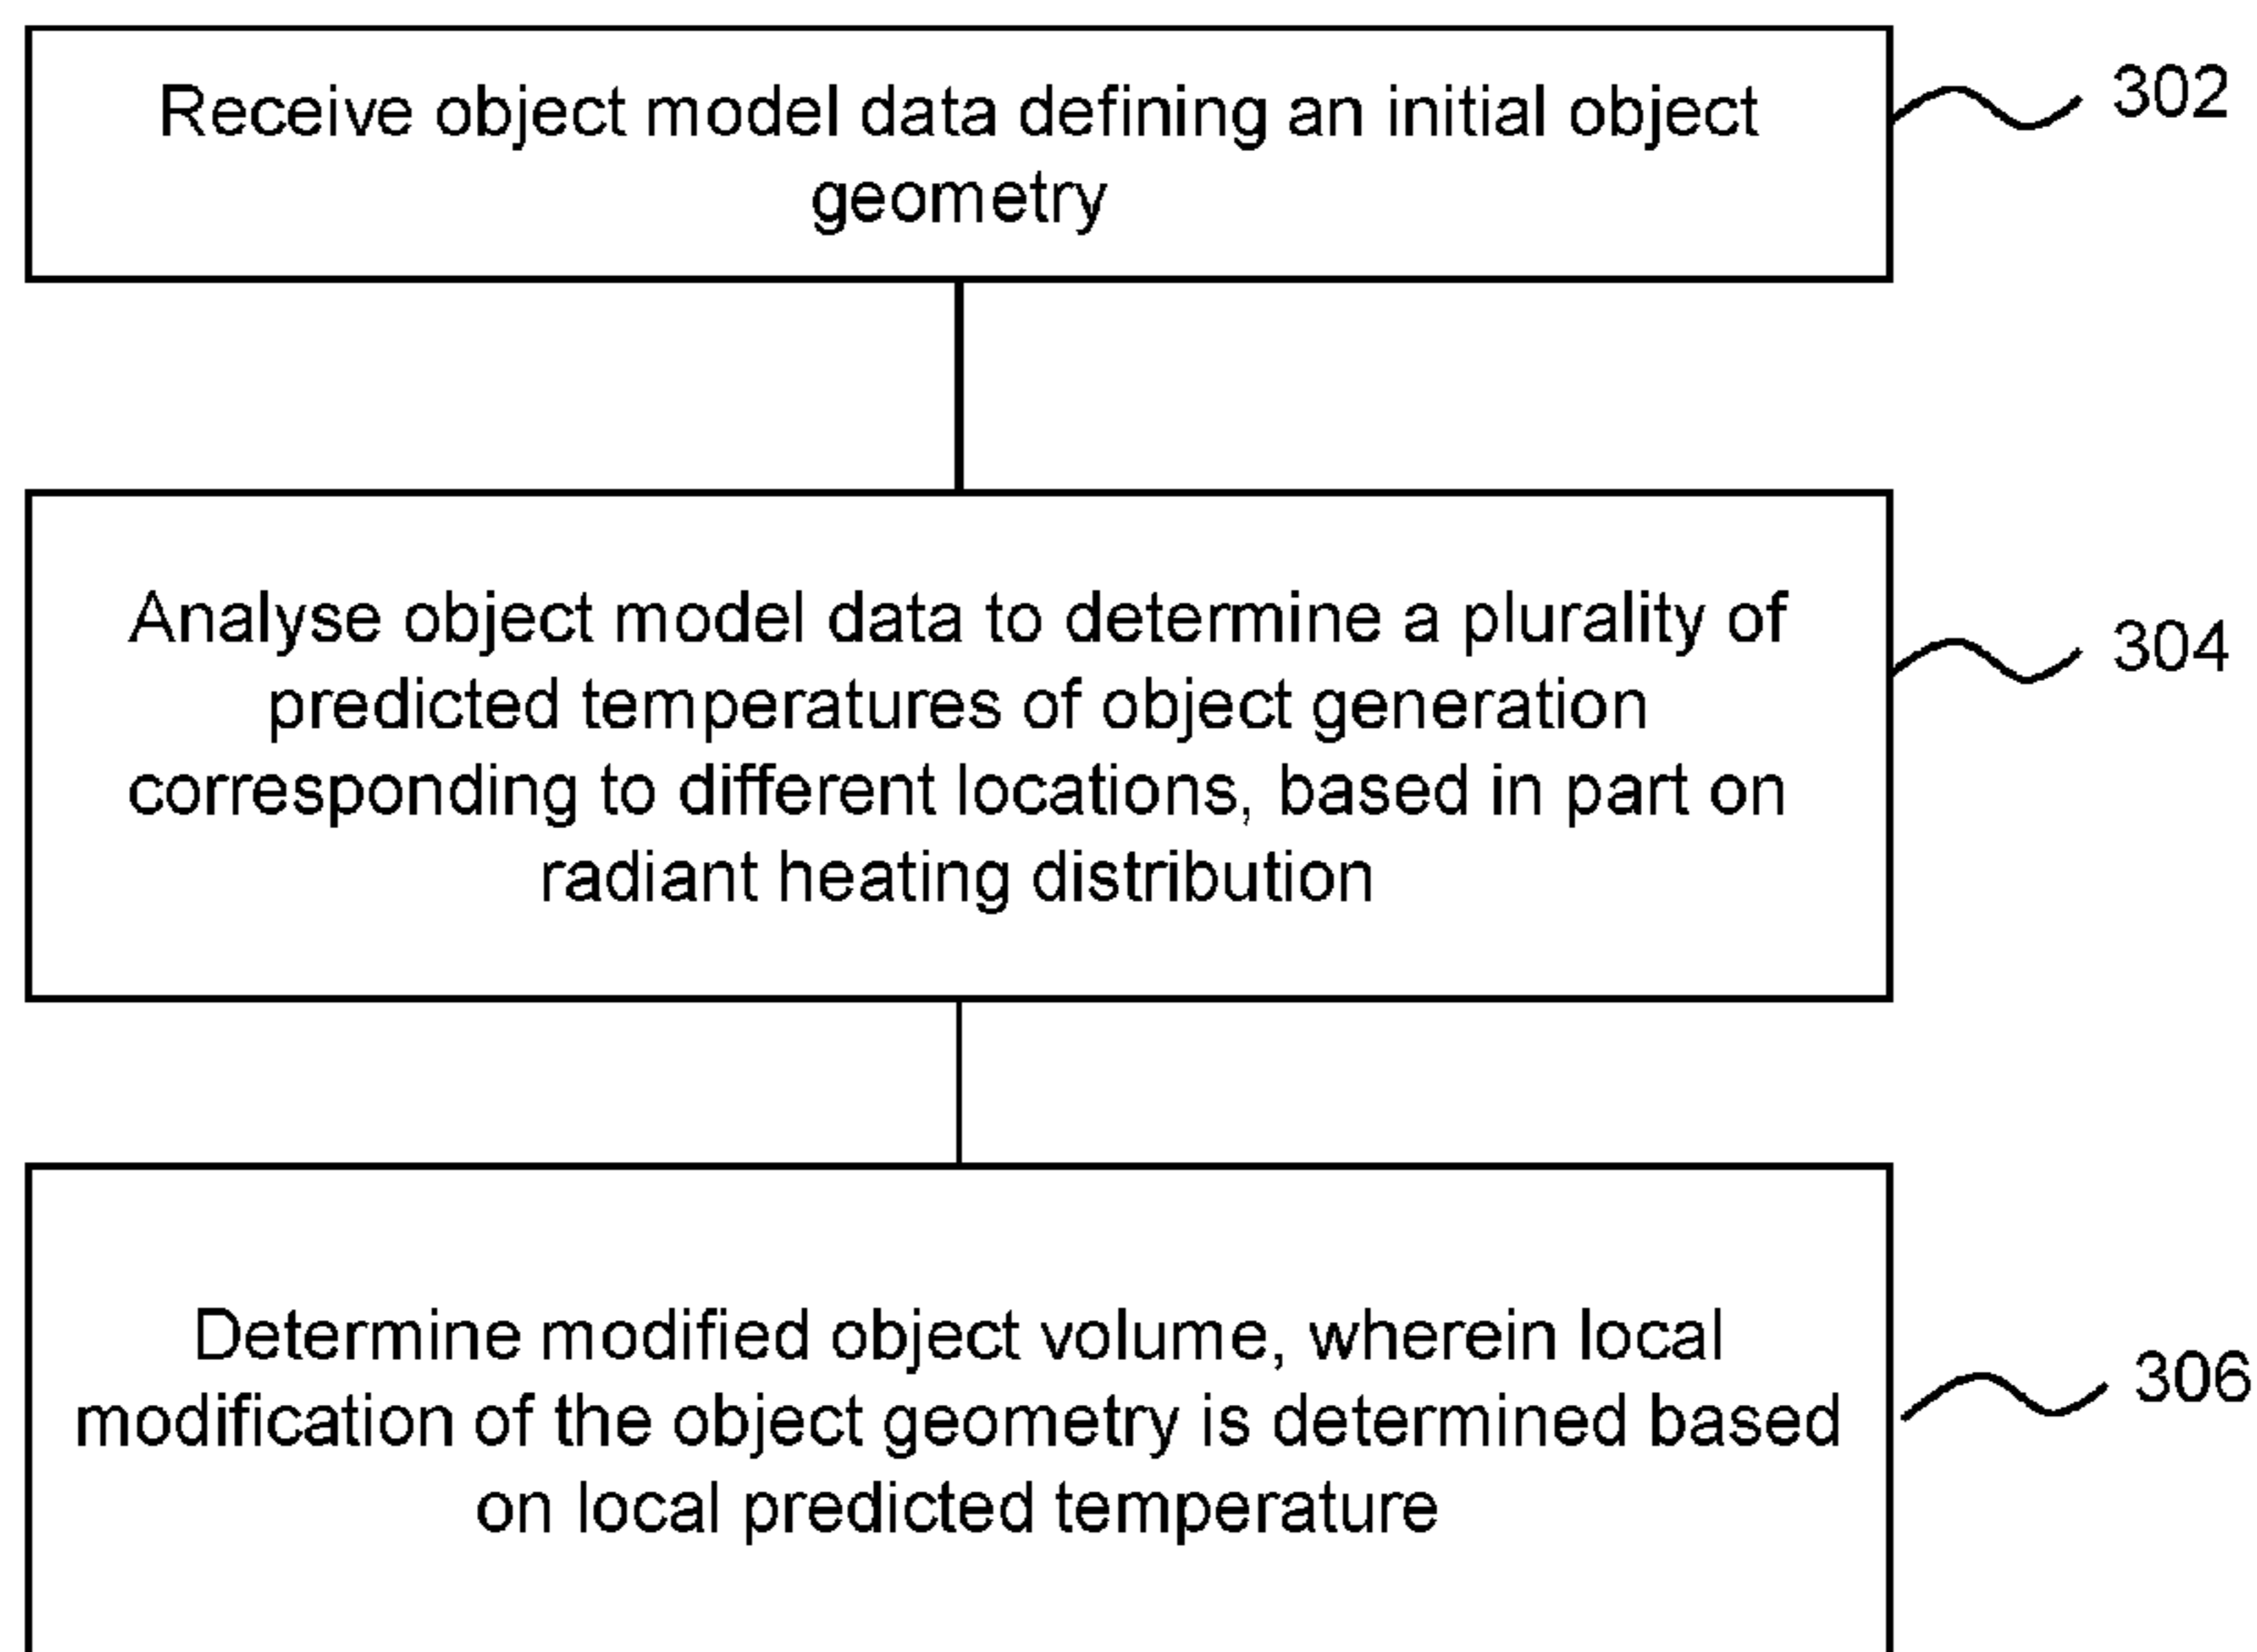 Receive object model data defining an initial object
geometry
302
Analyse object model data to determine a plurality of
predicted temperatures of object generation
corresponding to different locations, based in part on
radiant heating distribution
304
Determine modified object volume, wherein local
modification of the object geometry is determined based
on local predicted temperature
306